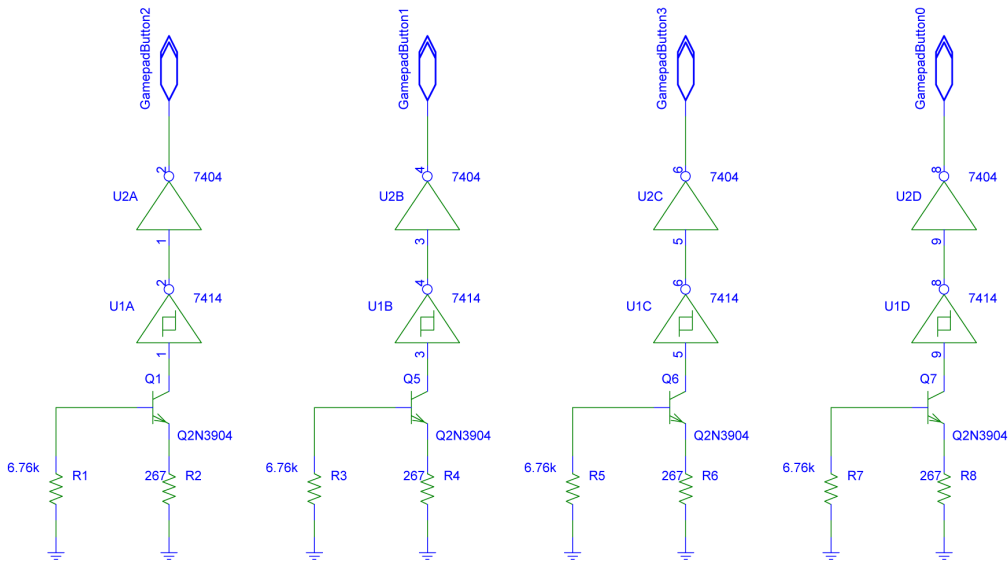 GamepadButton2
GamepadButton1
GamepadButton3
GamepadButton0
2
7404
4
7404
6
7404
8
7404
U2A
U2B
U2C
U2D
1
3
5
9
2
7414
4
7414
6
7414
8
7414
U1A
U1B
U1C
U1D
1
3
5
9
Q1
Q5
Q6
Q7
Q2N3904
Q2N3904
Q2N3904
Q2N3904
6.76k
R1
267
R2
6.76k
R3
267
R4
6.76k
R5
267
R6
6.76k
R7
267
R8